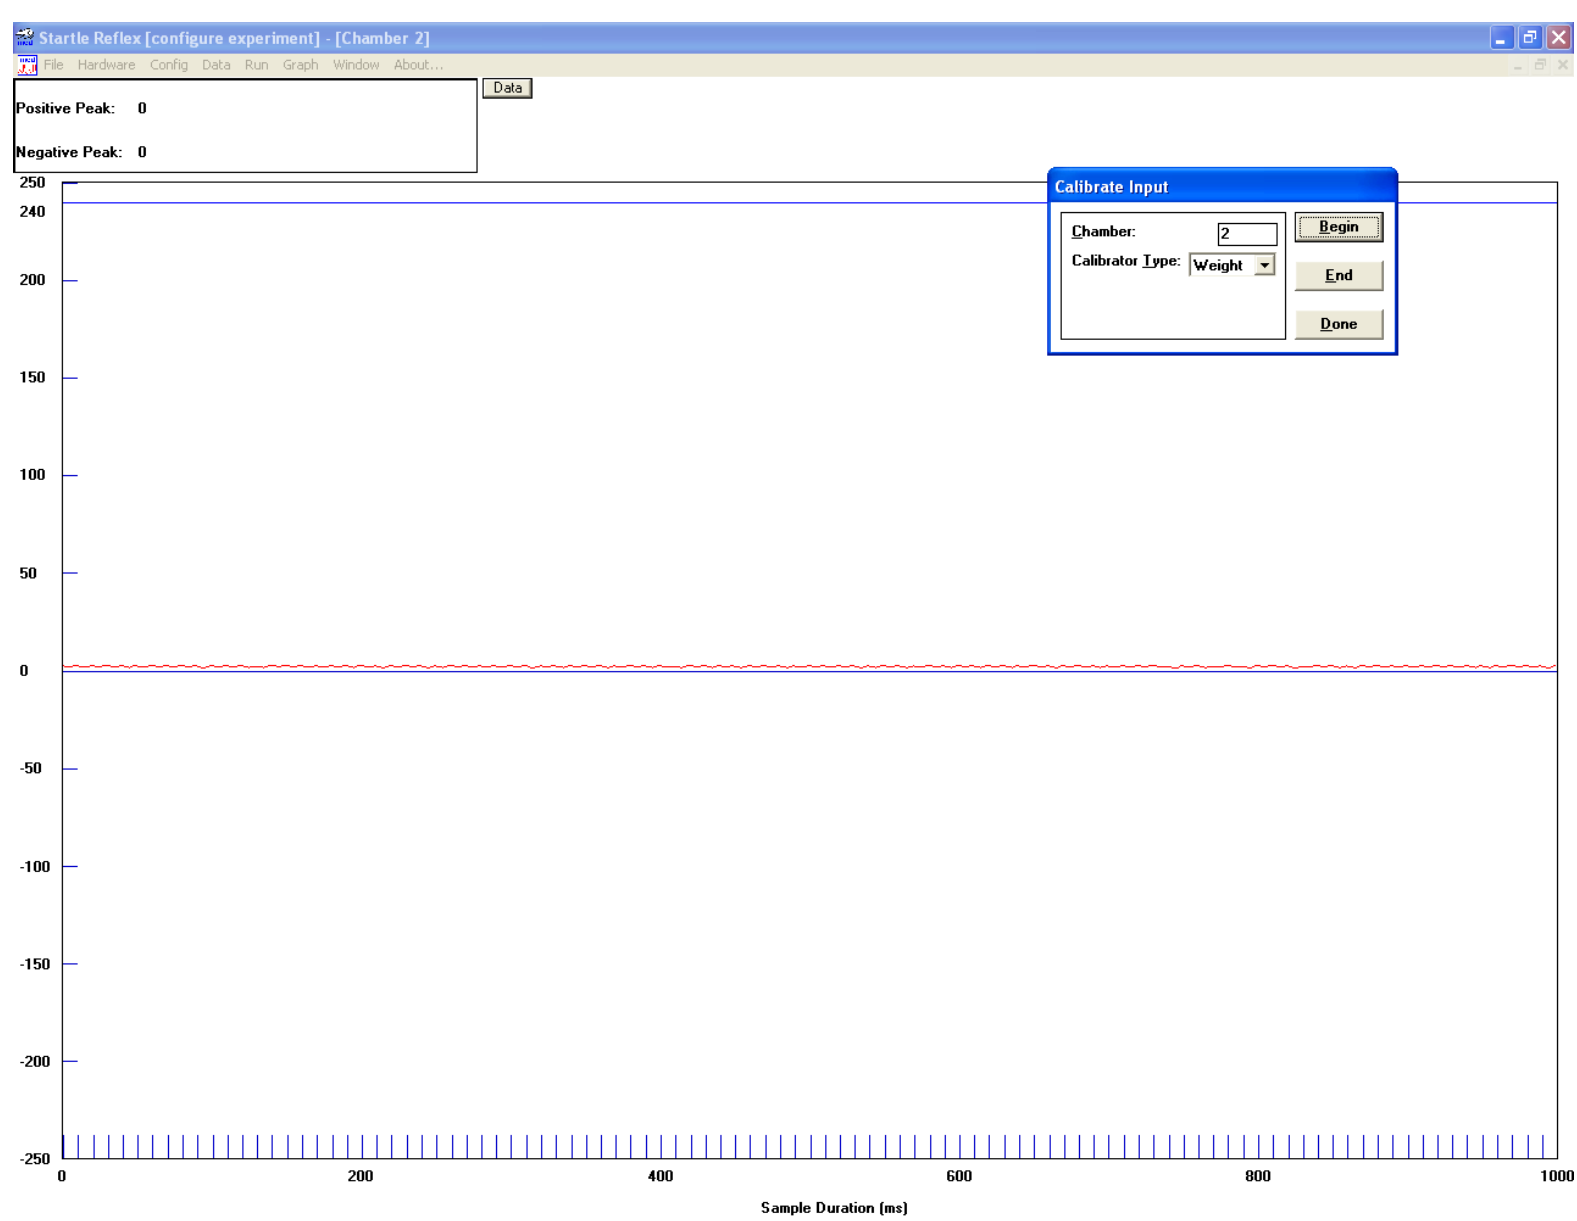 Startle Reflex [configure experiment] - [Chamber 2]
File Hardware Config Data Run Graph Window About...
Data
Positive Peak: 0
Negative Peak: 0
Calibrate Input
Chamber: 2
Calibrator Type: Weight
Begin
End
Done
250
240
200
150
100
50
0
-50
-100
-150
-200
-250
0 200 400 600 800 1000
Sample Duration (ms)